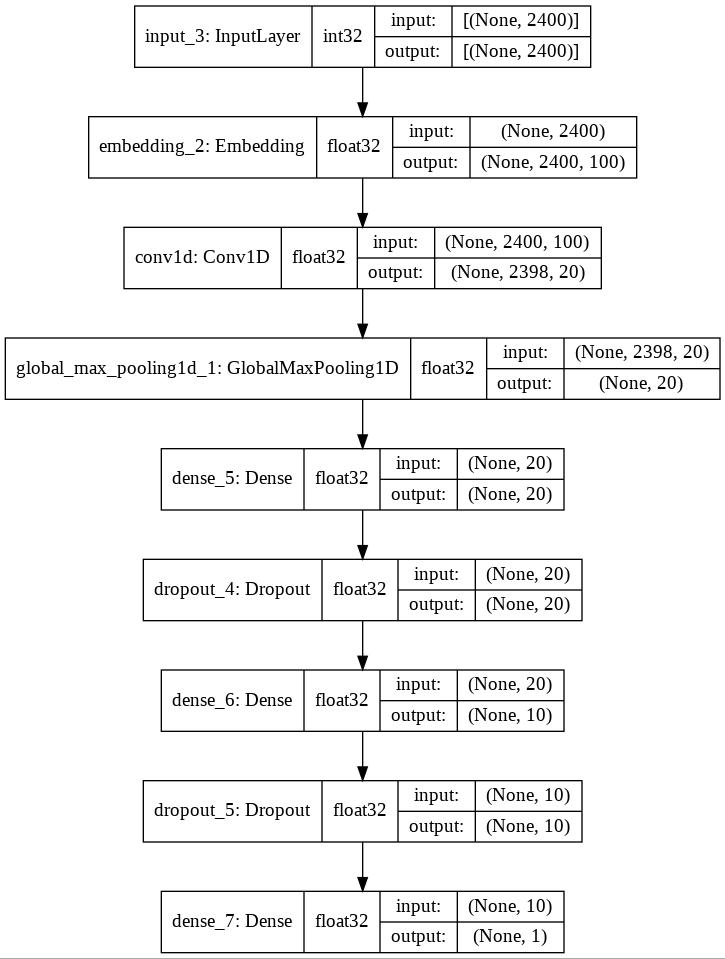 input_3: InputLayer int32 input: [(None, 2400)]
output: [(None, 2400)]
embedding_2: Embedding float32 input: (None, 2400)
output: (None, 2400, 100)
conv1d: Conv1D float32 input: (None, 2400, 100)
output: (None, 2398, 20)
global_max_pooling1d_1: GlobalMaxPooling1D float32 input: (None, 2398, 20)
output: (None, 20)
dense_5: Dense float32 input: (None, 20)
output: (None, 20)
dropout_4: Dropout float32 input: (None, 20)
output: (None, 20)
dense_6: Dense float32 input: (None, 20)
output: (None, 10)
dropout_5: Dropout float32 input: (None, 10)
output: (None, 10)
dense_7: Dense float32 input: (None, 10)
output: (None, 1)